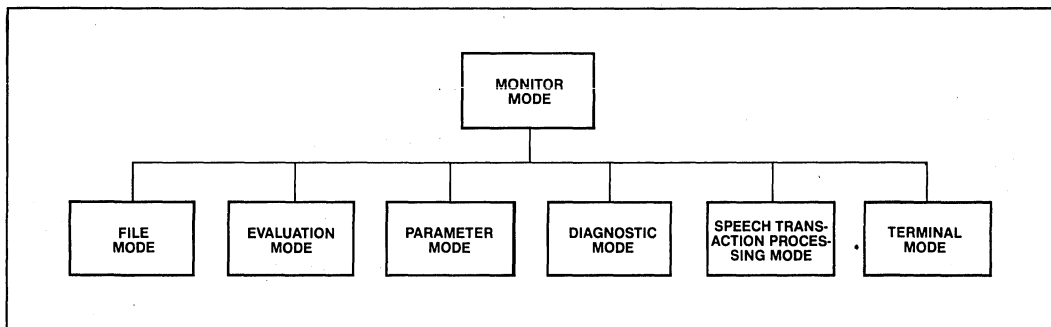 MONITOR
MODE
FILE
MODE
EVALUATION
MODE
PARAMETER
MODE
DIAGNOSTIC
MODE
SPEECH TRANS-
ACTION PROCES-
SING MODE
TERMINAL
MODE